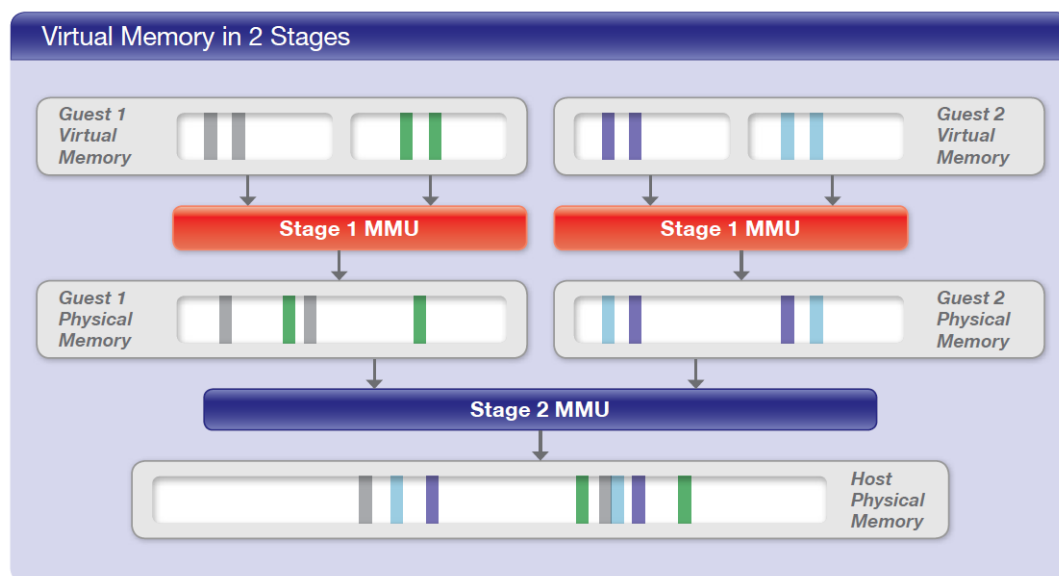 Virtual Memory in 2 Stages
Guest 1
Virtual
Memory
Guest 2
Virtual
Memory
Stage 1 MMU
Stage 1 MMU
Guest 1
Physical
Memory
Guest 2
Physical
Memory
Stage 2 MMU
Host
Physical
Memory